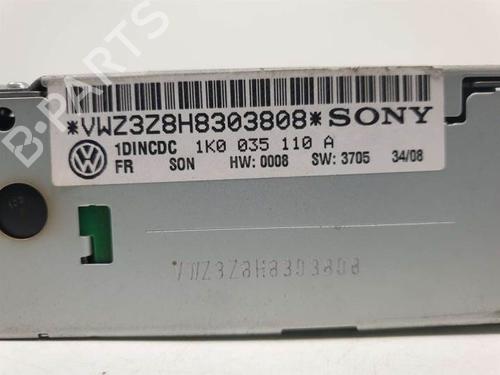 *VWZ3Z8H8303808* SONY
1DINCDC 1K0 035 110 A
FR SON HW: 0008 SW: 3705 34/08
VWZ3Z8H8303808
B-PARTS